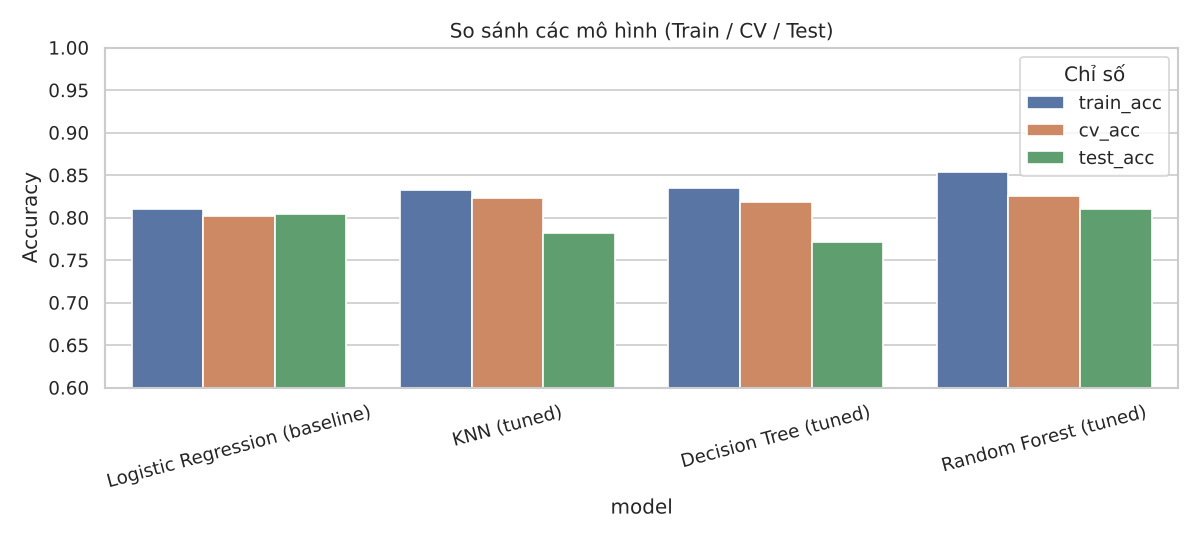 So sánh các mô hình (Train / CV / Test)
1.00
0.95
0.90
0.85
0.80
0.75
0.70
0.65
0.60
Accuracy
Chỉ số
train_acc
cv_acc
test_acc
Logistic Regression (baseline)
KNN (tuned)
Decision Tree (tuned)
Random Forest (tuned)
model